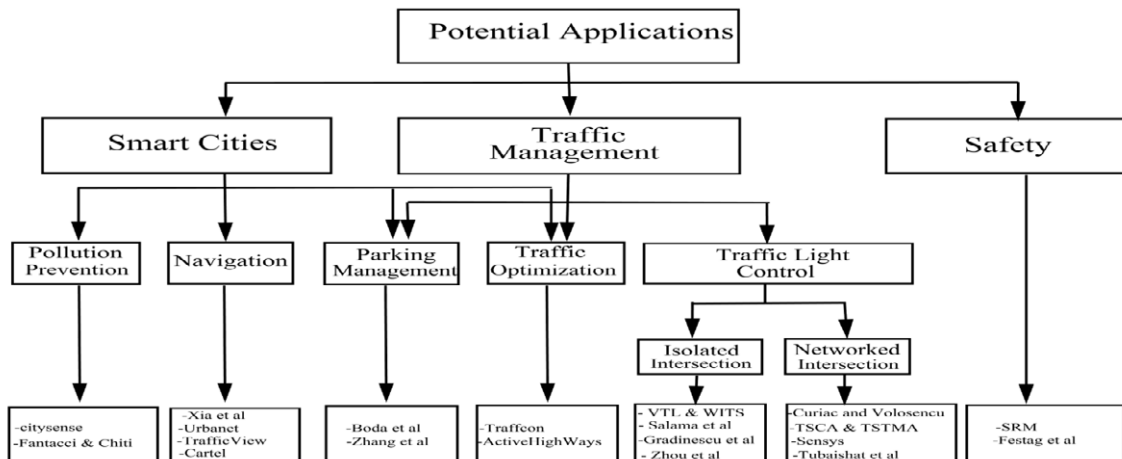 Potential Applications
Smart Cities
Traffic
Management
Safety
Pollution
Prevention
Navigation
Parking
Management
Traffic
Optimization
Traffic Light
Control
Isolated
Intersection
Networked
Intersection
-citysense
-Fantacci & Chiti
-Xia et al
-Urbanet
-TrafficView
-Cartel
-Boda et al
-Zhang et al
-Traffcon
-ActiveHighWays
- VTL & WITS
- Salama et al
-Gradinescu et al
- Zhou et al
-Curiac and Volosencu
-TSCA & TSTMA
-Sensys
-Tubaishat et al
-SRM
-Festag et al